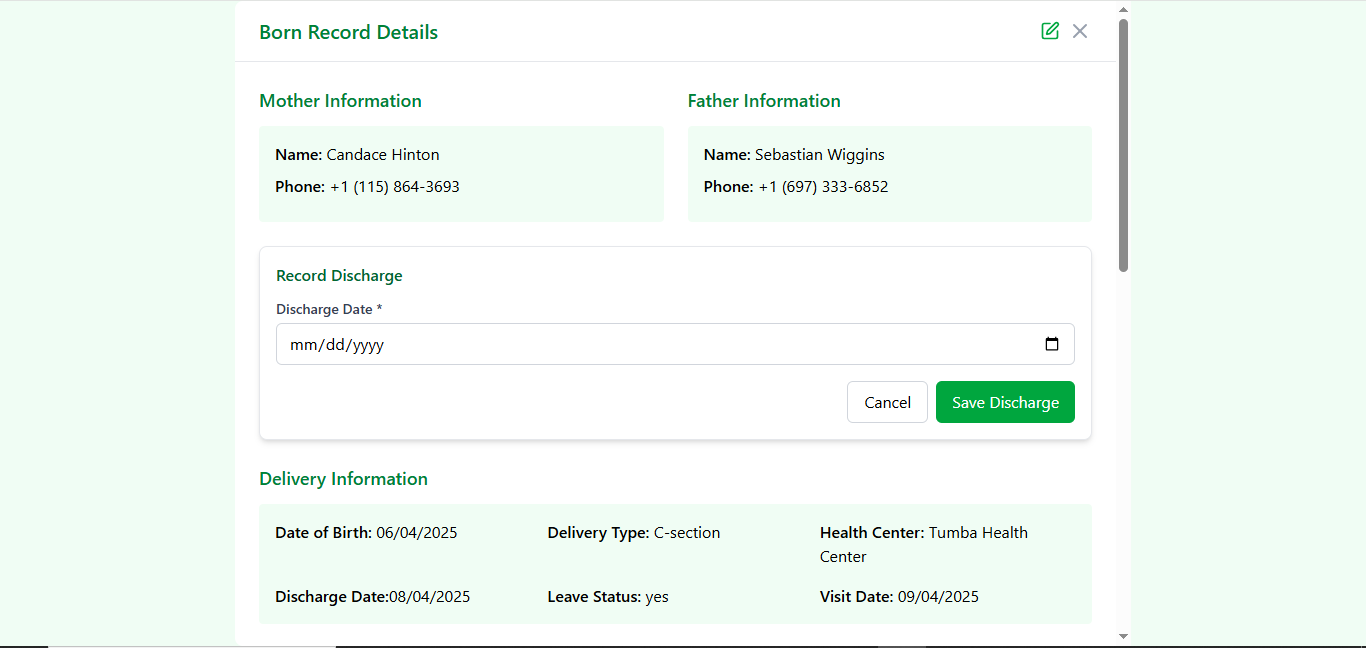 Born Record Details
Mother Information
Father Information
Name: Candace Hinton
Phone: +1 (115) 864-3693
Name: Sebastian Wiggins
Phone: +1 (697) 333-6852
Record Discharge
Discharge Date *
mm/dd/yyyy
Cancel
Save Discharge
Delivery Information
Date of Birth: 06/04/2025
Delivery Type: C-section
Health Center: Tumba Health
Center
Discharge Date:08/04/2025
Leave Status: yes
Visit Date: 09/04/2025